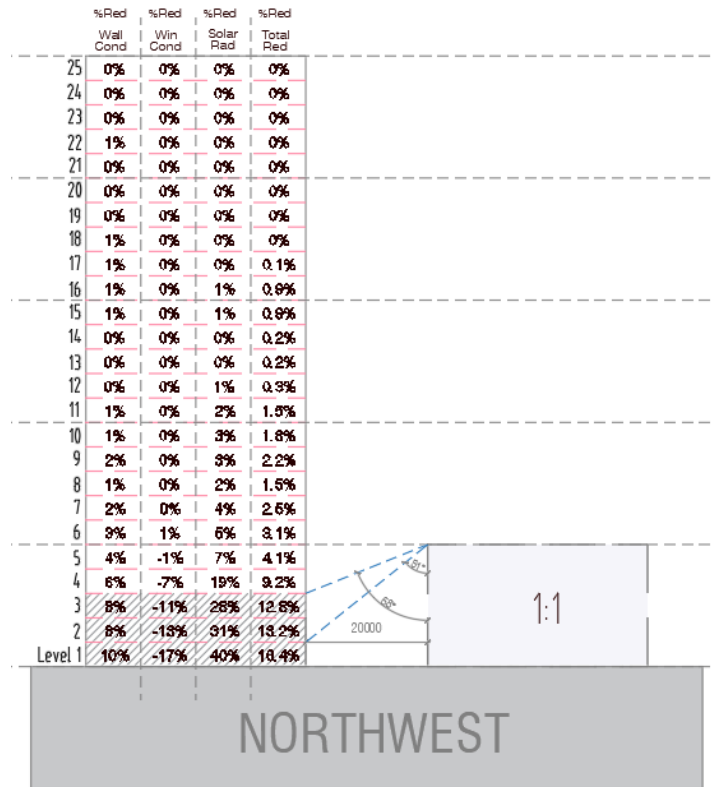 %Red %Red %Red %Red
Wall Cond Win Cond Solar Rad Total Red
25 0% 0% 0% 0%
24 0% 0% 0% 0%
23 0% 0% 0% 0%
22 1% 0% 0% 0%
21 0% 0% 0% 0%
20 0% 0% 0% 0%
19 0% 0% 0% 0%
18 1% 0% 0% 0%
17 1% 0% 0% 0.1%
16 1% 0% 1% 0.9%
15 1% 0% 1% 0.9%
14 0% 0% 0% 0.2%
13 0% 0% 0% 0.2%
12 0% 0% 1% 0.3%
11 1% 0% 2% 1.5%
10 1% 0% 3% 1.8%
9 2% 0% 3% 2.2%
8 1% 0% 2% 1.5%
7 2% 0% 4% 2.5%
6 3% 1% 5% 3.1%
5 4% -1% 7% 4.1%
4 6% -7% 19% 9.2%
3 8% -11% 28% 12.8%
2 8% -13% 31% 13.2%
Level 1 10% -17% 40% 16.4%
51°
68°
20000
1:1
NORTHWEST